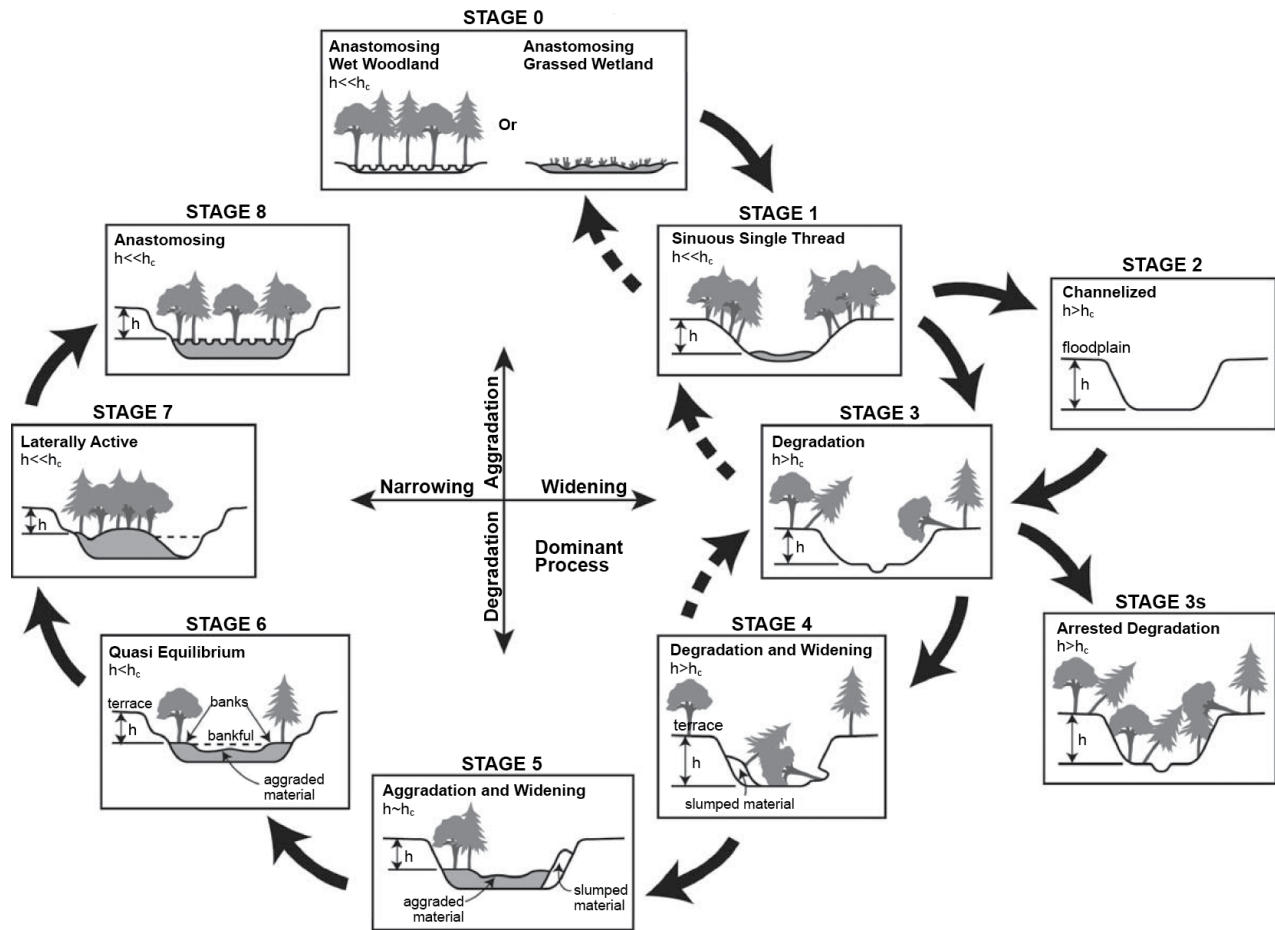 STAGE 0
Anastomosing
Wet Woodland
h<<hc
Or
Anastomosing
Grassed Wetland
STAGE 1
Sinuous Single Thread
h<<hc
h
STAGE 2
Channelized
h>hc
floodplain
h
STAGE 3
Degradation
h>hc
h
STAGE 3s
Arrested Degradation
h>hc
h
STAGE 4
Degradation and Widening
h>hc
terrace
h
slumped material
STAGE 5
Aggradation and Widening
h~hc
h
aggraded
material
slumped
material
STAGE 6
Quasi Equilibrium
h<hc
terrace
banks
h
bankful
aggraded
material
STAGE 7
Laterally Active
h<<hc
h
STAGE 8
Anastomosing
h<<hc
h
Aggradation
Narrowing
Widening
Degradation
Dominant
Process